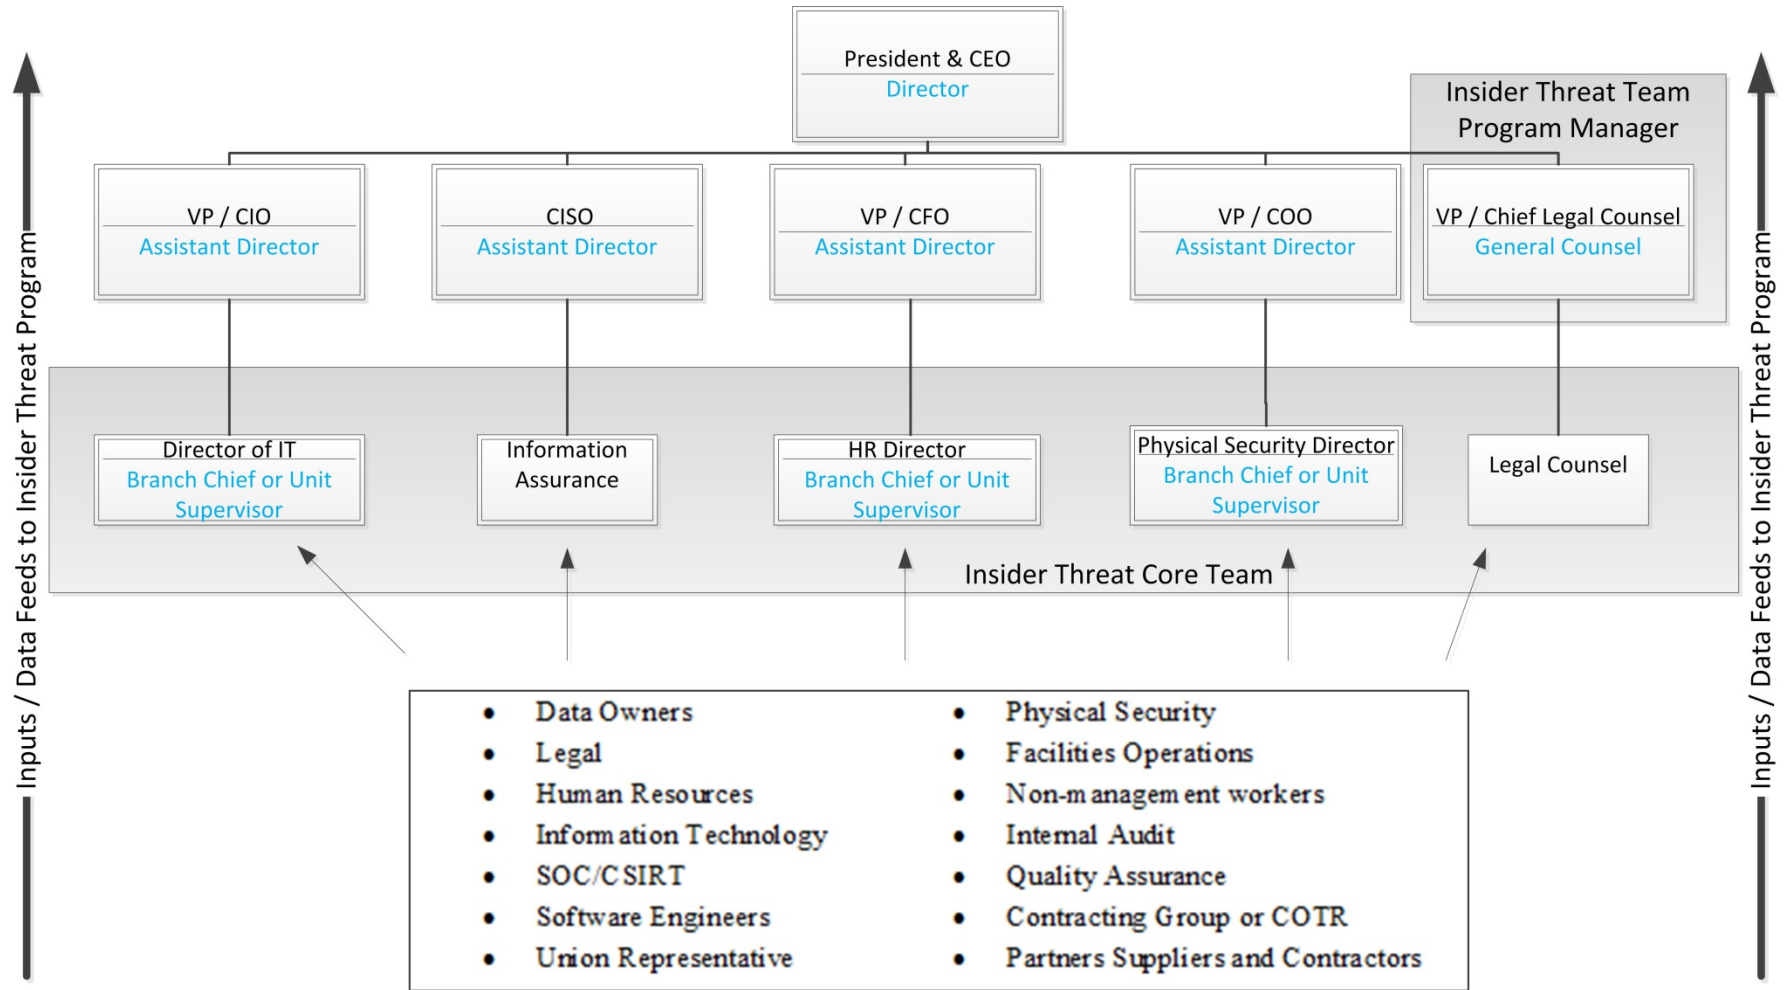 President & CEO
Director
Insider Threat Team
Program Manager
VP / CIO
Assistant Director
CISO
Assistant Director
VP / CFO
Assistant Director
VP / COO
Assistant Director
VP / Chief Legal Counsel
General Counsel
Inputs / Data Feeds to Insider Threat Program
Inputs / Data Feeds to Insider Threat Program
Director of IT
Branch Chief or Unit
Supervisor
Information
Assurance
HR Director
Branch Chief or Unit
Supervisor
Physical Security Director
Branch Chief or Unit
Supervisor
Legal Counsel
Insider Threat Core Team
• Data Owners
• Legal
• Human Resources
• Information Technology
• SOC/CSIRT
• Software Engineers
• Union Representative
• Physical Security
• Facilities Operations
• Non-management workers
• Internal Audit
• Quality Assurance
• Contracting Group or COTR
• Partners Suppliers and Contractors